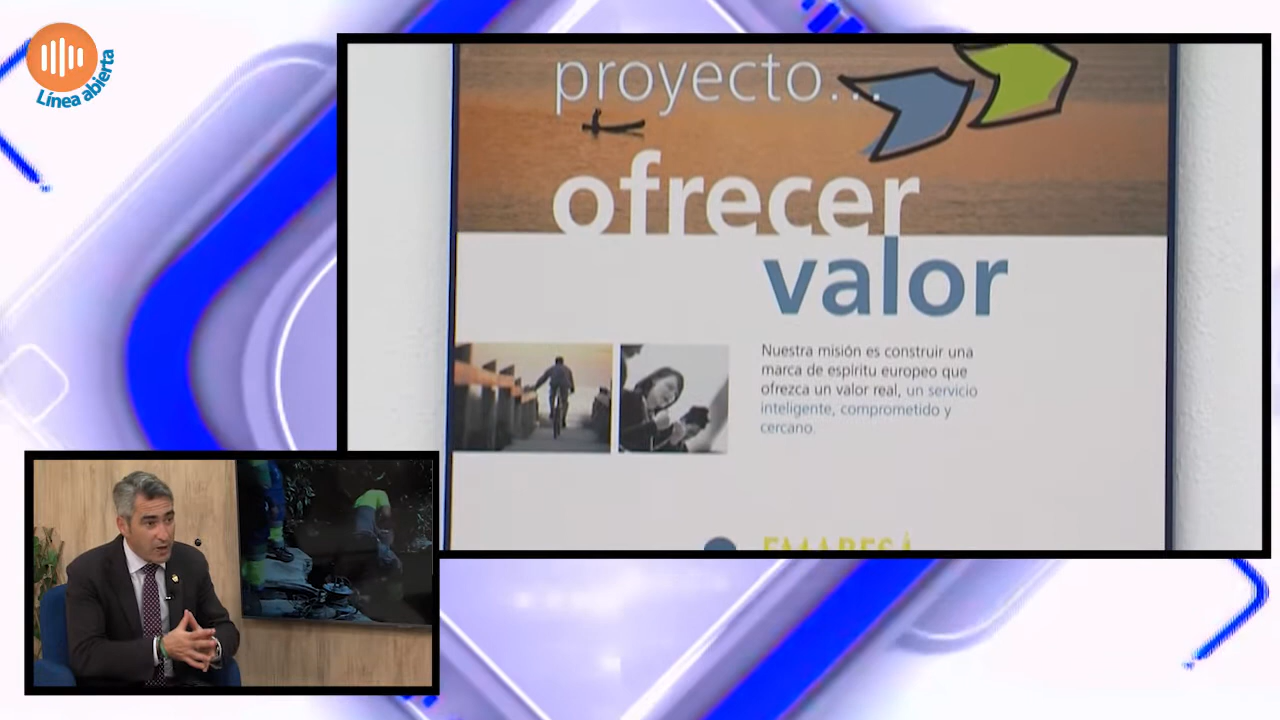 Línea abierta
proyecto...
ofrecer
valor
Nuestra misión es construir una
marca de espíritu europeo que
ofrezca un valor real, un servicio
inteligente, comprometido y
cercano.
EMABESA